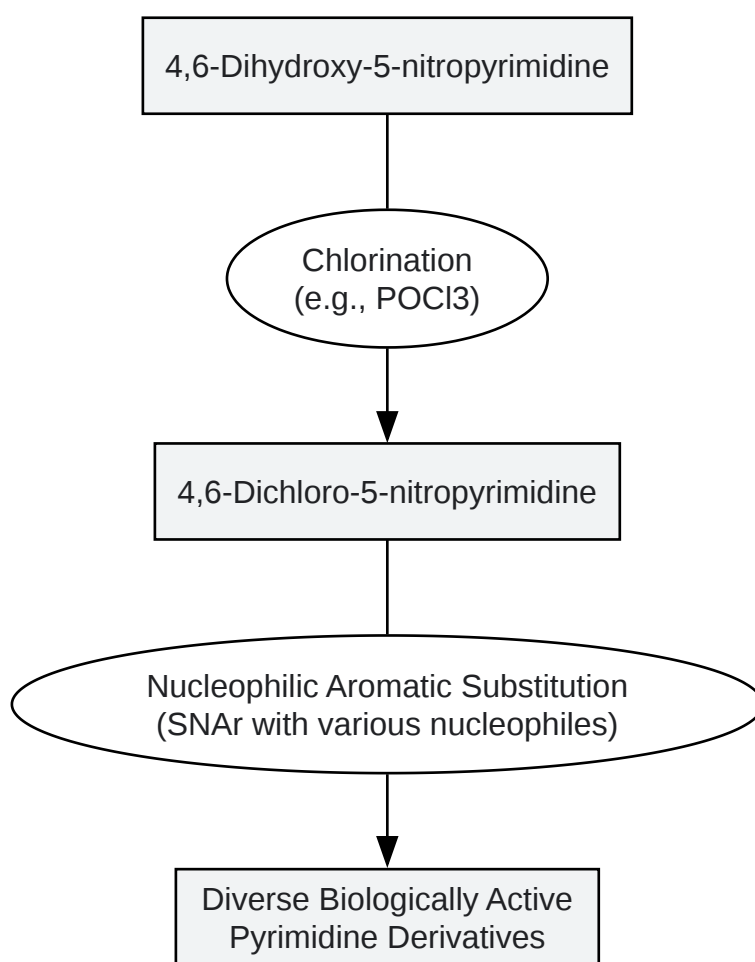 4,6-Dihydroxy-5-nitropyrimidine
Chlorination
(e.g., POCl3)
4,6-Dichloro-5-nitropyrimidine
Nucleophilic Aromatic Substitution
(SNAr with various nucleophiles)
Diverse Biologically Active
Pyrimidine Derivatives